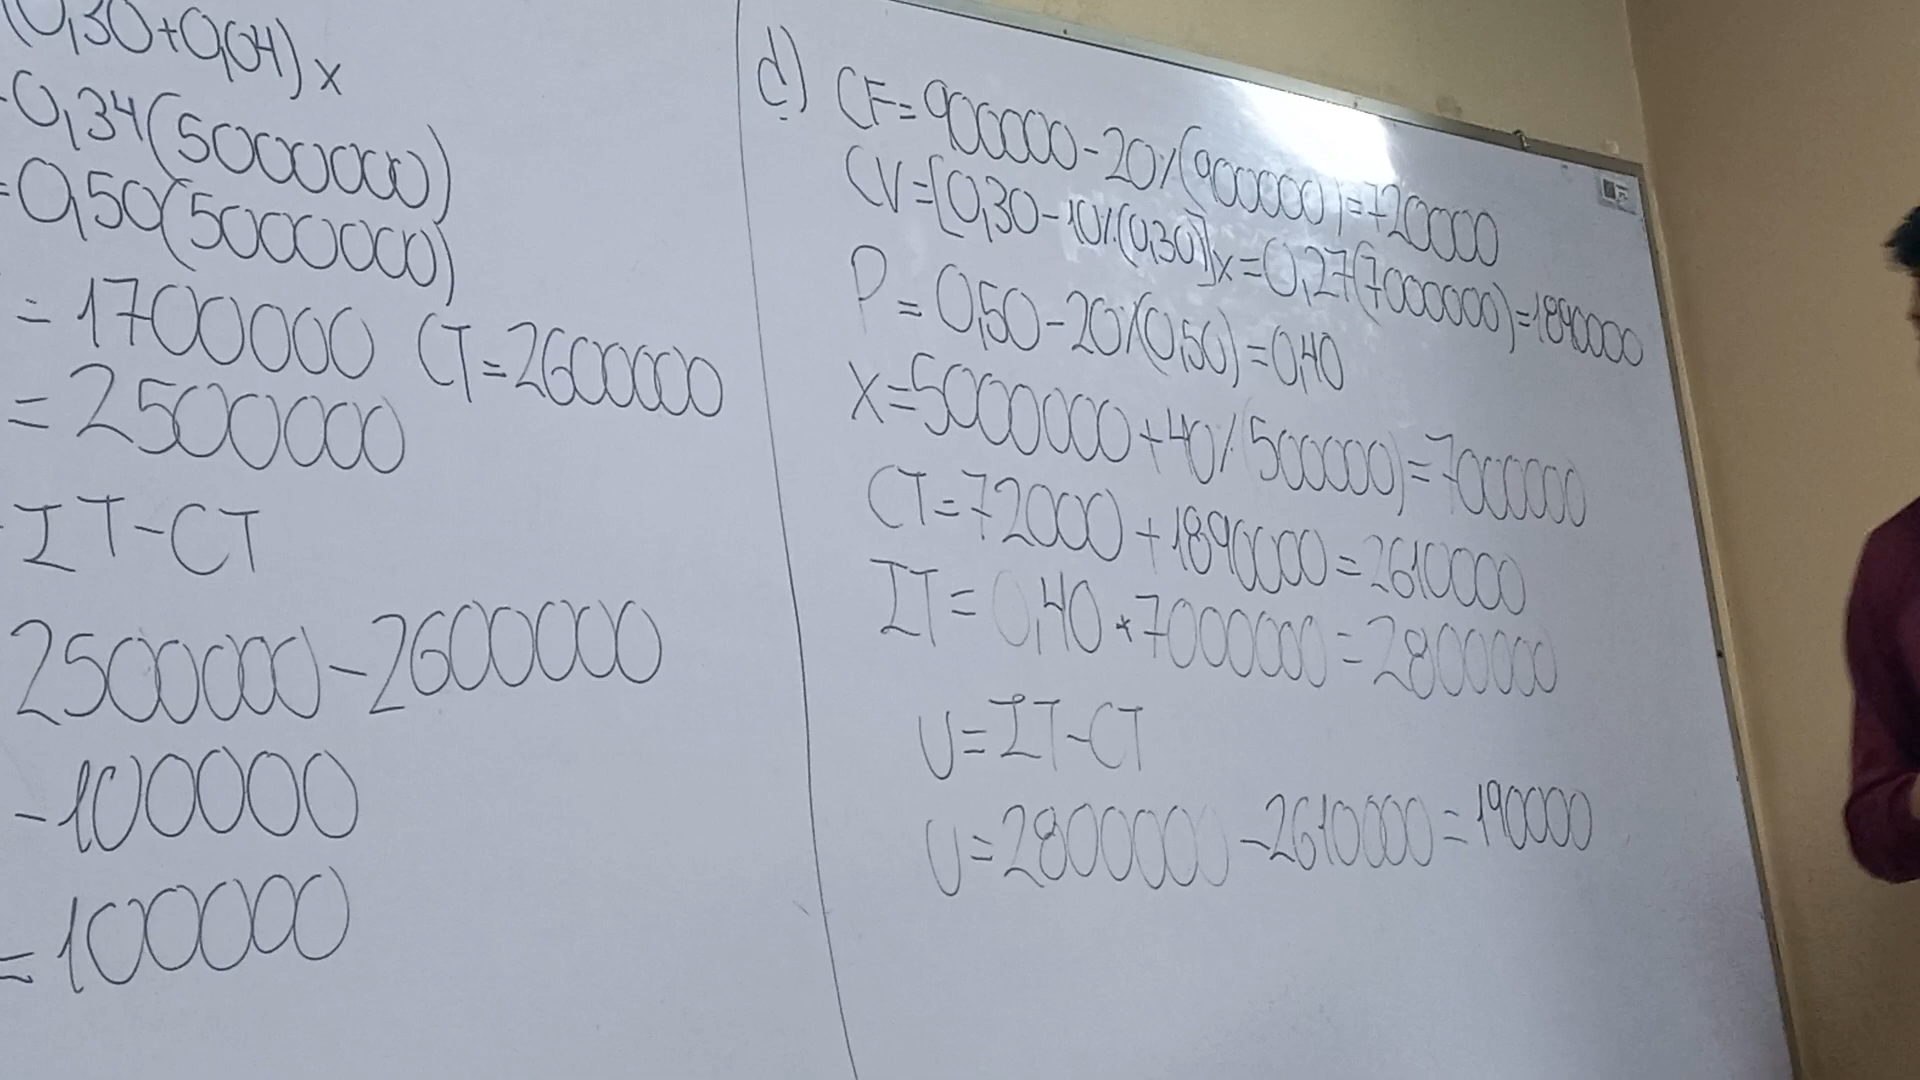 (0,30+0,04)x
0,34(5000000)
=0,50(5000000)
=1700000 CT=2600000
=2500000
IT-CT
2500000-2600000
-100000
=100000
d)
CF=900000-20%(900000)=720000
CV=[0,30-10%(0,30)]x=0,27(7000000)=1890000
P=0,50-20%(0,50)=0,40
X=5000000+40%(500000)=7000000
CT=72000+1890000=2610000
IT=0,40*7000000=2800000
U=IT-CT
U=2800000-2610000=190000